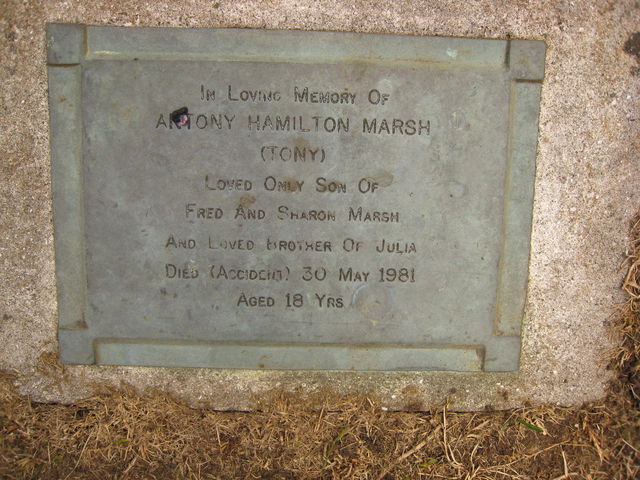 In Loving Memory Of
ANTONY HAMILTON MARSH
(TONY)
Loved Only Son Of
Fred And Sharon Marsh
And Loved Brother Of Julia
Died (Accident) 30 May 1981
Aged 18 Yrs